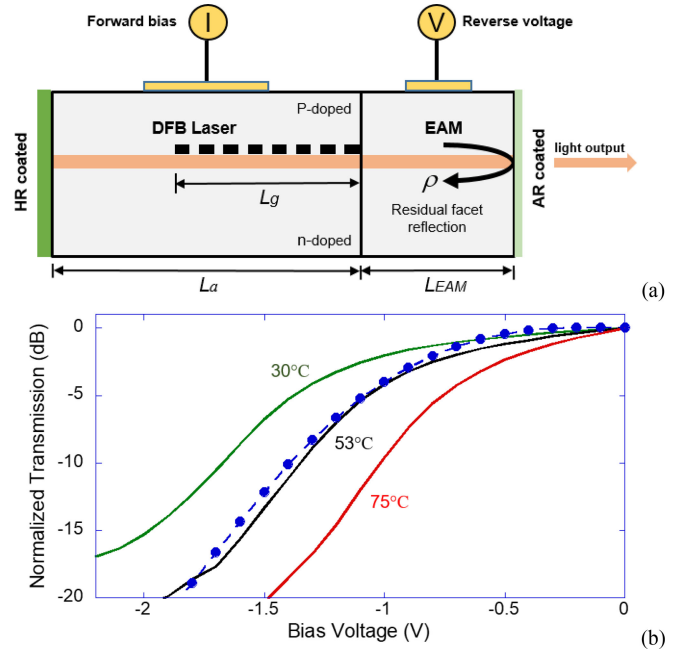 Forward bias
I
V
Reverse voltage
HR coated
P-doped
DFB Laser
EAM
AR coated
light output
Lg
ρ
Residual facet
reflection
n-doped
La
LEAM
(a)
Normalized Transmission (dB)
0
-5
-10
-15
-20
30°C
53°C
75°C
-2
-1.5
-1
-0.5
0
Bias Voltage (V)
(b)